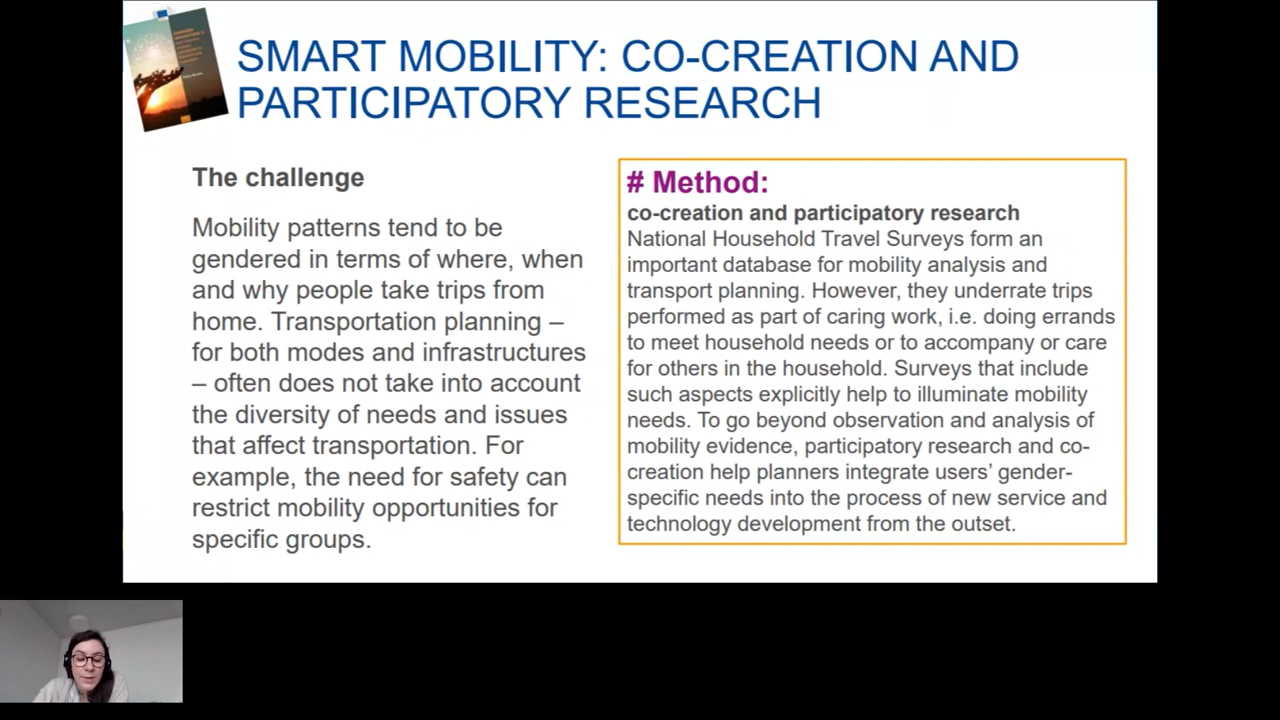 SMART MOBILITY: CO-CREATION AND
PARTICIPATORY RESEARCH
The challenge
Mobility patterns tend to be
gendered in terms of where, when
and why people take trips from
home. Transportation planning –
for both modes and infrastructures
– often does not take into account
the diversity of needs and issues
that affect transportation. For
example, the need for safety can
restrict mobility opportunities for
specific groups.
# Method:
co-creation and participatory research
National Household Travel Surveys form an
important database for mobility analysis and
transport planning. However, they underrate trips
performed as part of caring work, i.e. doing errands
to meet household needs or to accompany or care
for others in the household. Surveys that include
such aspects explicitly help to illuminate mobility
needs. To go beyond observation and analysis of
mobility evidence, participatory research and co-
creation help planners integrate users’ gender-
specific needs into the process of new service and
technology development from the outset.